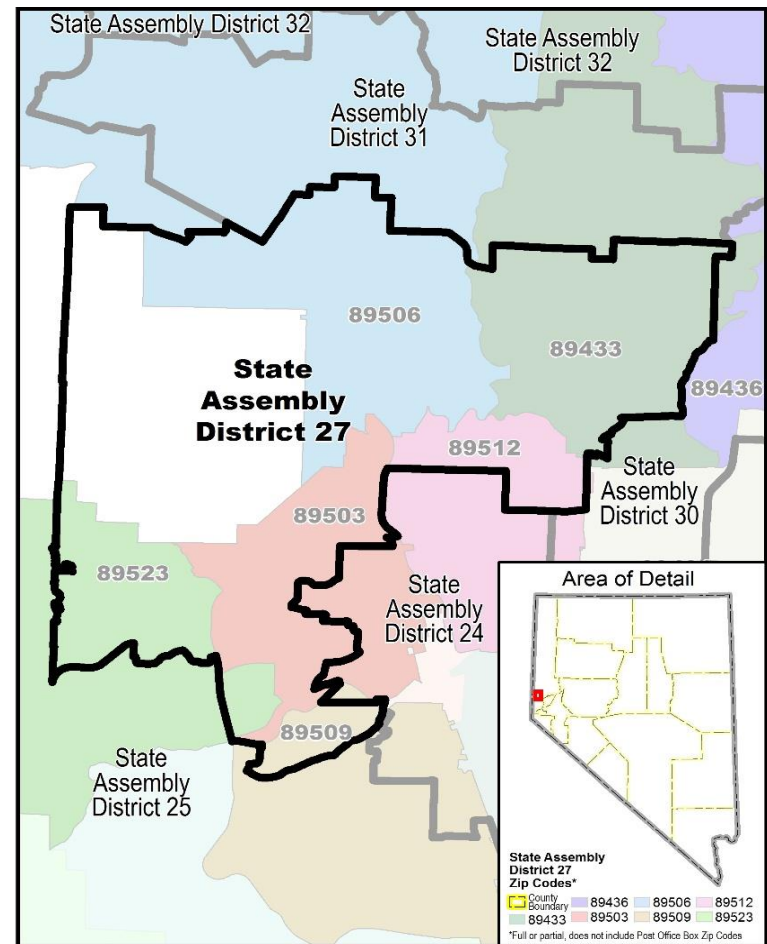 State Assembly District 32
State Assembly
District 32
State
Assembly
District 31
89506
89433
State
Assembly
District 27
89436
89512
State
Assembly
District 30
89503
89523
State
Assembly
District 24
89509
State
Assembly
District 25
Area of Detail
State Assembly
District 27
Zip Codes*
County
Boundary
89436
89506
89512
89433
89503
89509
89523
*Full or partial, does not include Post Office Box Zip Codes